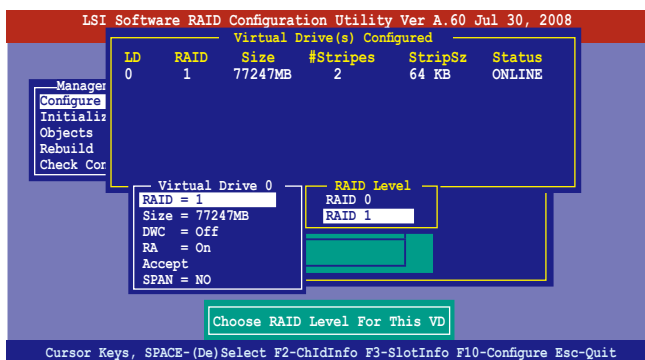 LSI Software RAID Configuration Utility Ver A.60 Jul 30, 2008
Virtual Drive(s) Configured
LD RAID Size #Stripes StripSz Status
0 1 77247MB 2 64 KB ONLINE
Configure
Objects
Rebuild
Check
Virtual Drive 0
RAID = 1
Size = 77247MB
DWC = Off
RA = On
Accept
SPAN = NO
RAID Level
RAID 0
RAID 1
Choose RAID Level For This VD
Cursor Keys, SPACE-(De)Select F2-ChIdInfo F3-SlotInfo F10-Configure Esc-Quit